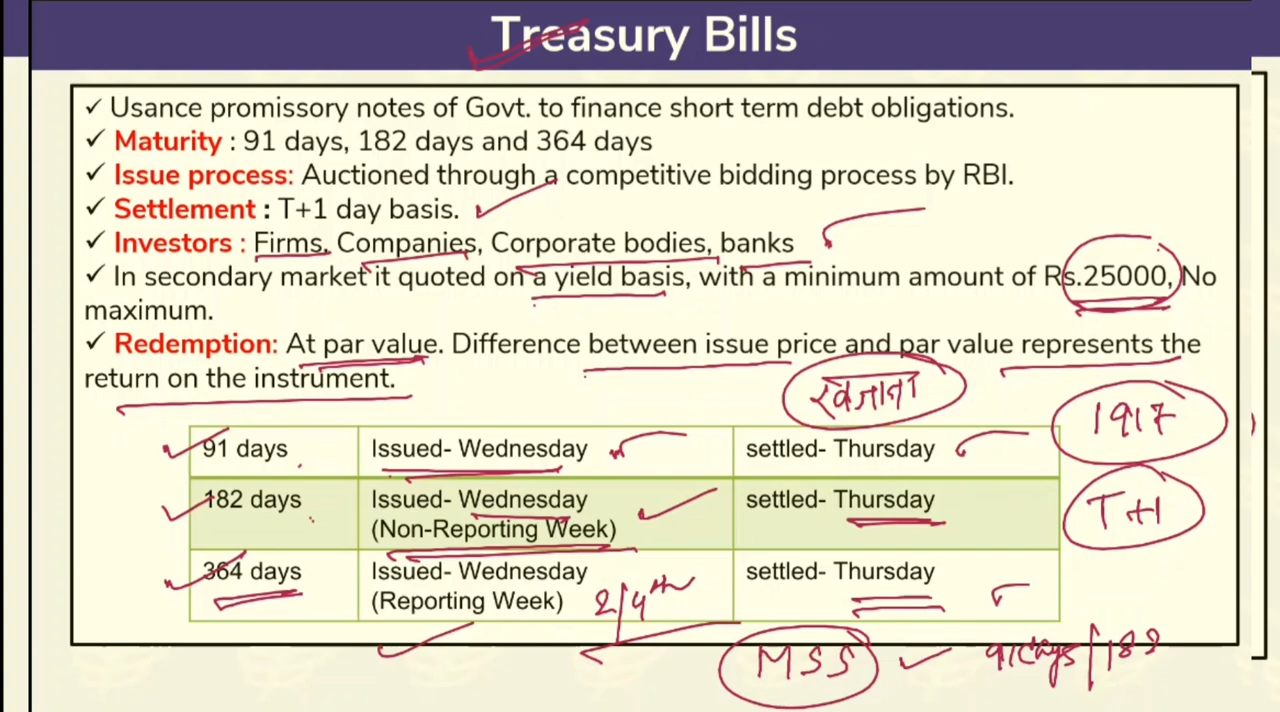 Treasury Bills
✓ Usance promissory notes of Govt. to finance short term debt obligations.
✓ Maturity : 91 days, 182 days and 364 days
✓ Issue process: Auctioned through a competitive bidding process by RBI.
✓ Settlement : T+1 day basis.
✓ Investors : Firms, Companies, Corporate bodies, banks
✓ In secondary market it quoted on a yield basis, with a minimum amount of Rs.25000, No
maximum.
✓ Redemption: At par value. Difference between issue price and par value represents the
return on the instrument.
खजाना
1917
91 days Issued- Wednesday settled- Thursday
182 days Issued- Wednesday settled- Thursday
(Non-Reporting Week)
T+1
364 days Issued- Wednesday settled- Thursday
(Reporting Week)
2/4th
MSS
91days/182